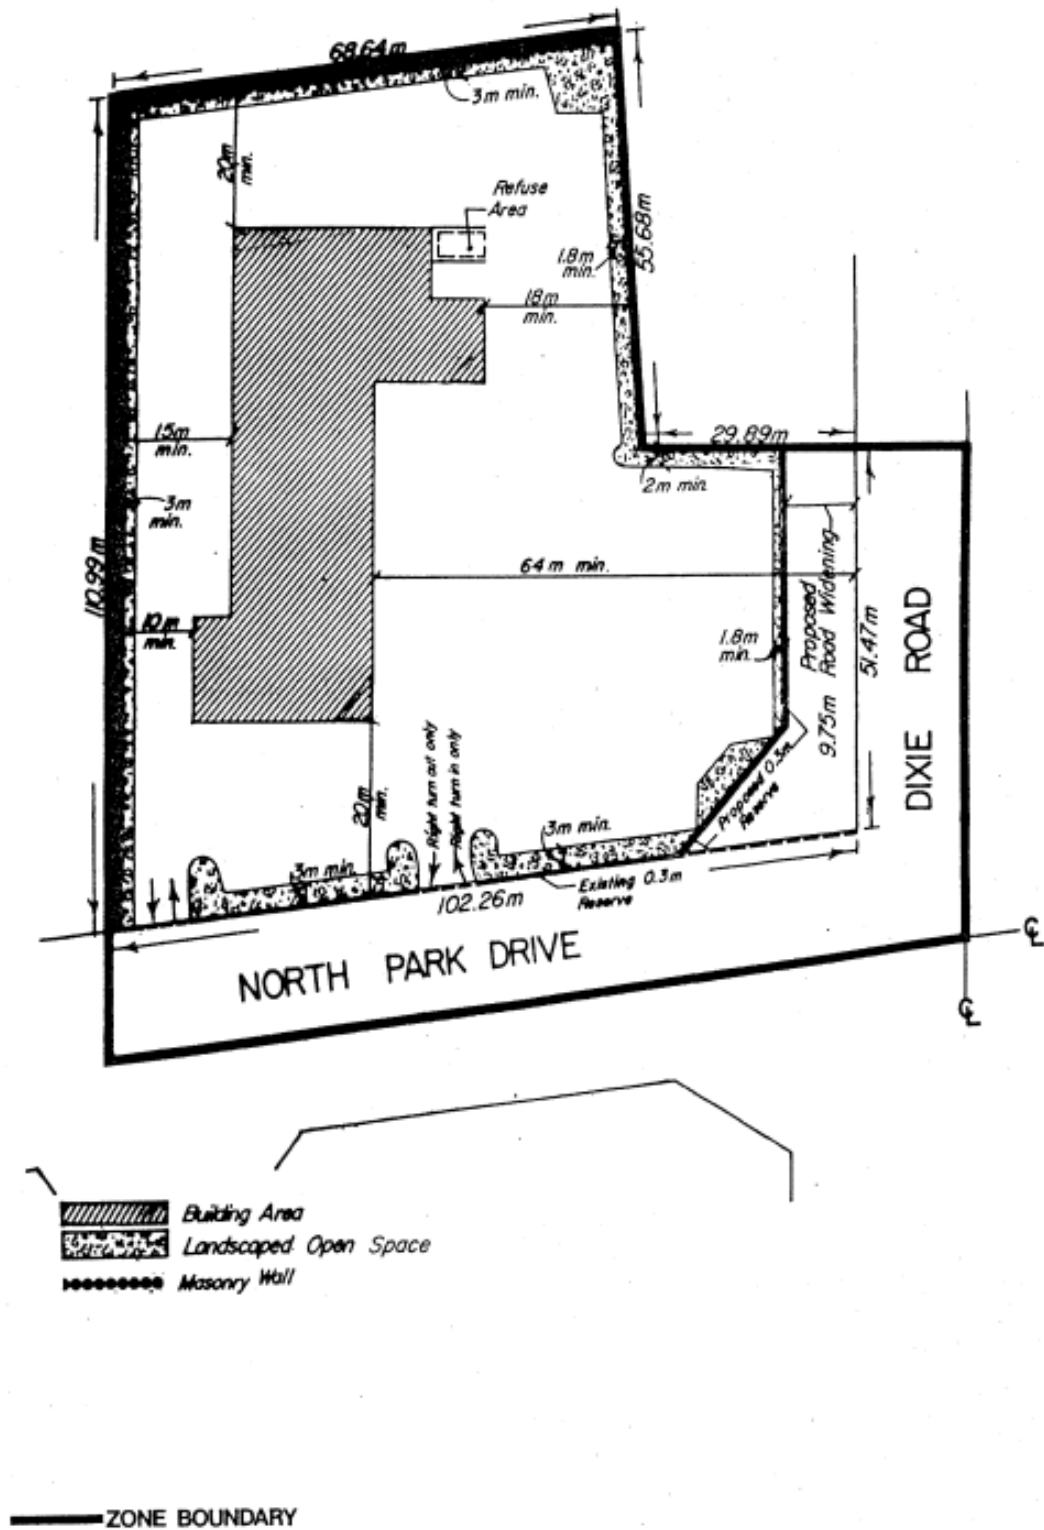 68.64m
3m min.
20m
min.
Refuse
Area
55.68m
1.8m
min.
18m
min.
15m
min.
29.89m
2m min.
3m
min.
110.99m
64 m min.
10m
min.
1.8m
min.
Proposed
9.75m Road Widening
51.47m
DIXIE ROAD
Right turn out only
Right turn in only
20m
min.
Proposed 0.3m
Reserve
3m min.
3m min.
Existing 0.3m
Reserve
102.26m
NORTH PARK DRIVE
CL
CL
Building Area
Landscaped Open Space
Masonry Wall
ZONE BOUNDARY